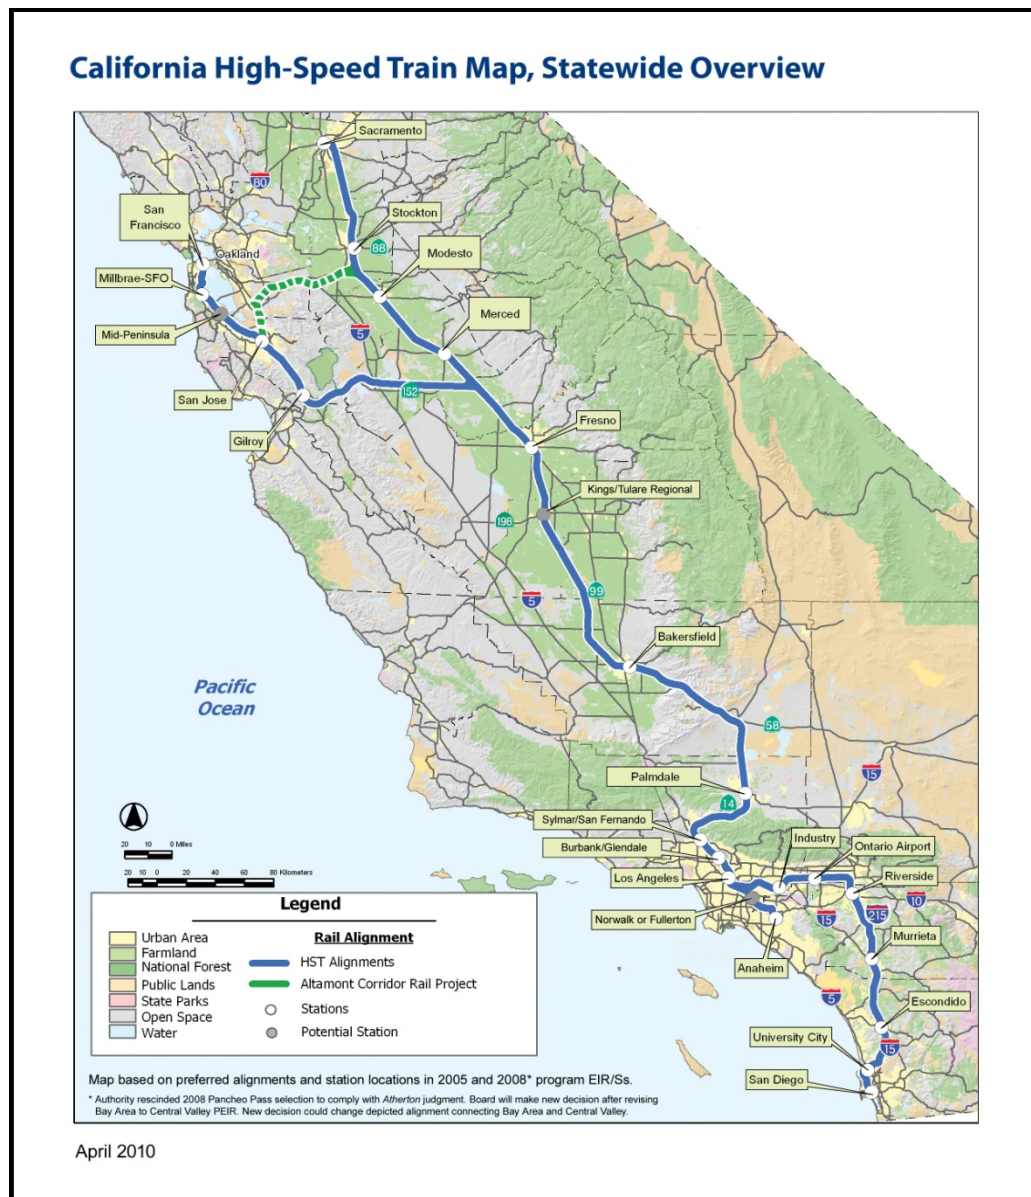 California High-Speed Train Map, Statewide Overview
Sacramento
80
San
Francisco
Stockton
88
Oakland
Modesto
Millbrae-SFO
Merced
Mid-Peninsula
5
152
San Jose
Gilroy
Fresno
Kings/Tulare Regional
198
99
5
Bakersfield
Pacific
Ocean
58
Palmdale
15
14
Sylmar/San Fernando
Industry
Burbank/Glendale
Ontario Airport
Los Angeles
Riverside
10
Norwalk or Fullerton
15
215
Murrieta
Anaheim
5
Escondido
University City
15
San Diego
20 10 0 Miles
20 10 0 20 40 60 80 Kilometers
Legend
Urban Area
Farmland
National Forest
Public Lands
State Parks
Open Space
Water
Rail Alignment
HST Alignments
Altamont Corridor Rail Project
Stations
Potential Station
Map based on preferred alignments and station locations in 2005 and 2008* program EIR/Ss.
* Authority rescinded 2008 Pancheo Pass selection to comply with Atherton judgment. Board will make new decision after revising
Bay Area to Central Valley PEIR. New decision could change depicted alignment connecting Bay Area and Central Valley.
April 2010